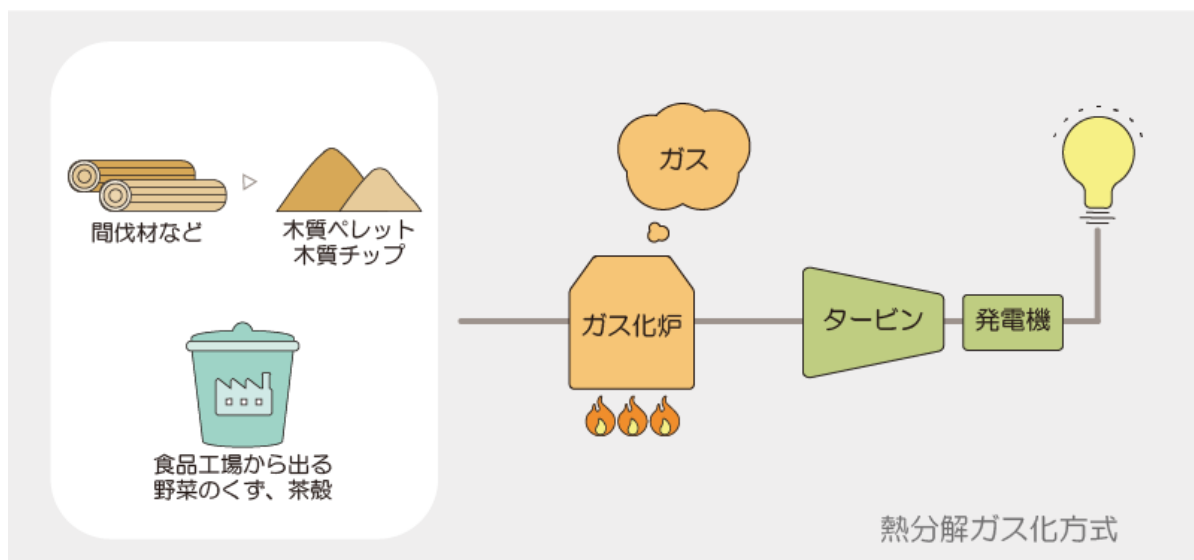 間伐材など
木質ペレット
木質チップ
食品工場から出る
野菜のくず、茶殻
ガス
ガス化炉
タービン
発電機
熱分解ガス化方式